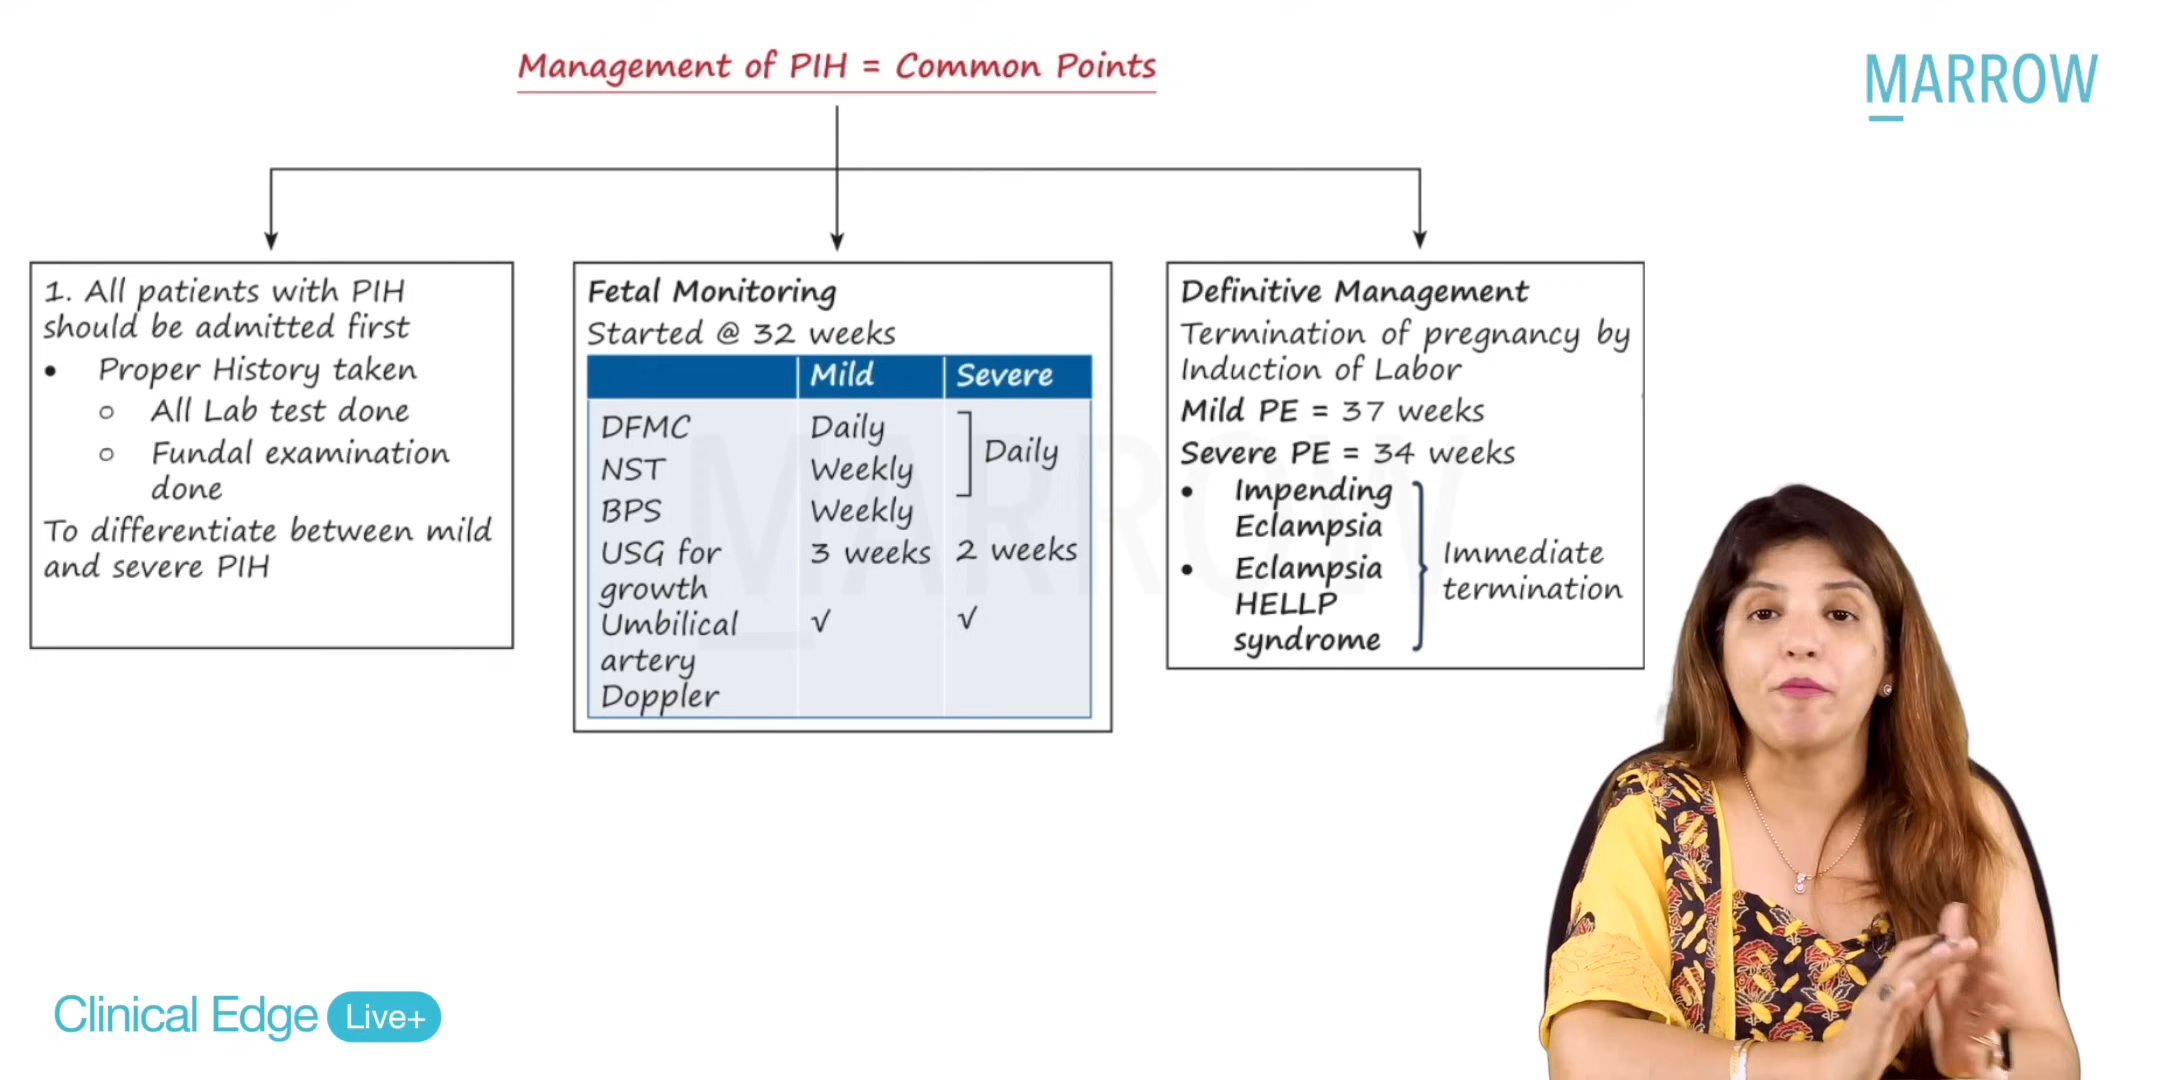 Management of PIH = Common Points
MARROW
1. All patients with PIH
should be admitted first
• Proper History taken
o All Lab test done
o Fundal examination
done
To differentiate between mild
and severe PIH
Fetal Monitoring
Started @ 32 weeks
Mild Severe
DFMC Daily
NST Weekly
Daily
BPS Weekly
USG for 3 weeks 2 weeks
growth
Umbilical √ √
artery
Doppler
Definitive Management
Termination of pregnancy by
Induction of Labor
Mild PE = 37 weeks
Severe PE = 34 weeks
• Impending
Eclampsia
• Eclampsia
HELLP
syndrome
Immediate
termination
MARROW
Clinical Edge Live+